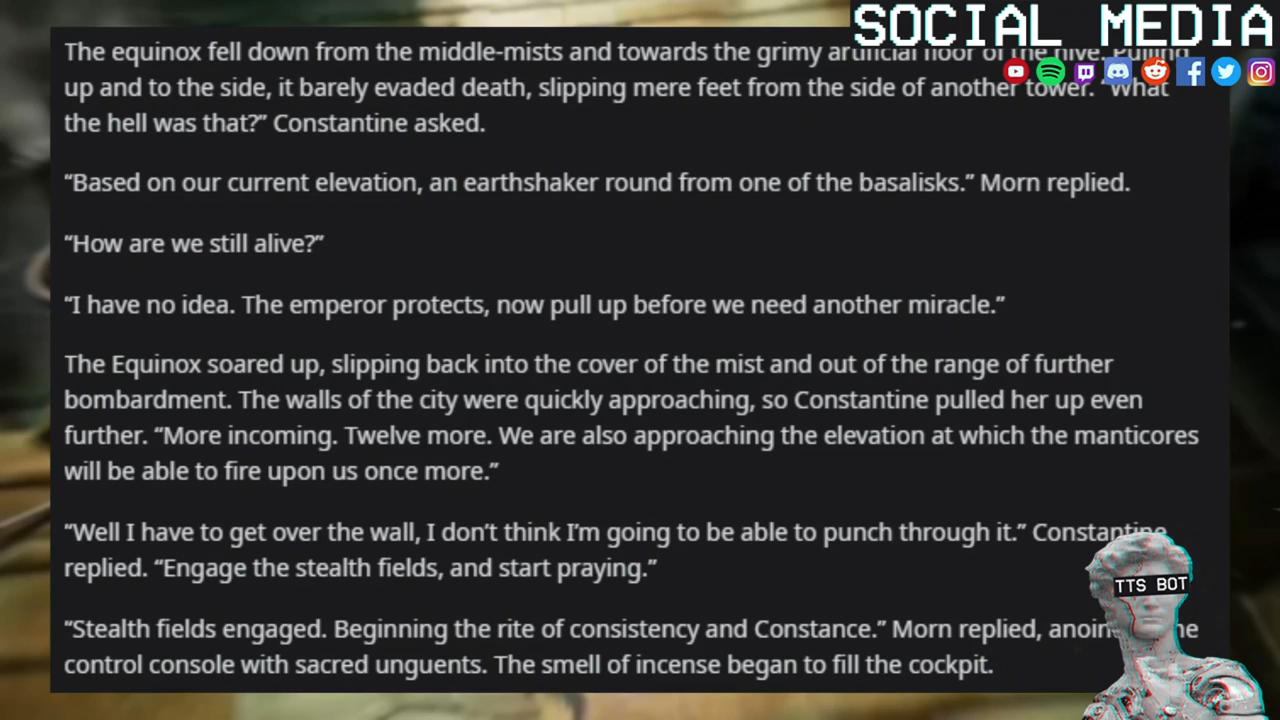 SOCIAL MEDIA
The equinox fell down from the middle-mists and towards the grimy artificial floor of the hive. Pulling
up and to the side, it barely evaded death, slipping mere feet from the side of another tower. “What
the hell was that?” Constantine asked.
“Based on our current elevation, an earthshaker round from one of the basalisks.” Morn replied.
“How are we still alive?”
“I have no idea. The emperor protects, now pull up before we need another miracle.”
The Equinox soared up, slipping back into the cover of the mist and out of the range of further
bombardment. The walls of the city were quickly approaching, so Constantine pulled her up even
further. “More incoming. Twelve more. We are also approaching the elevation at which the manticores
will be able to fire upon us once more.”
“Well I have to get over the wall, I don’t think I’m going to be able to punch through it.” Constantine
replied. “Engage the stealth fields, and start praying.”
TTS BOT
“Stealth fields engaged. Beginning the rite of consistency and Constance.” Morn replied,
control console with sacred unguents. The smell of incense began to fill the cockpit.